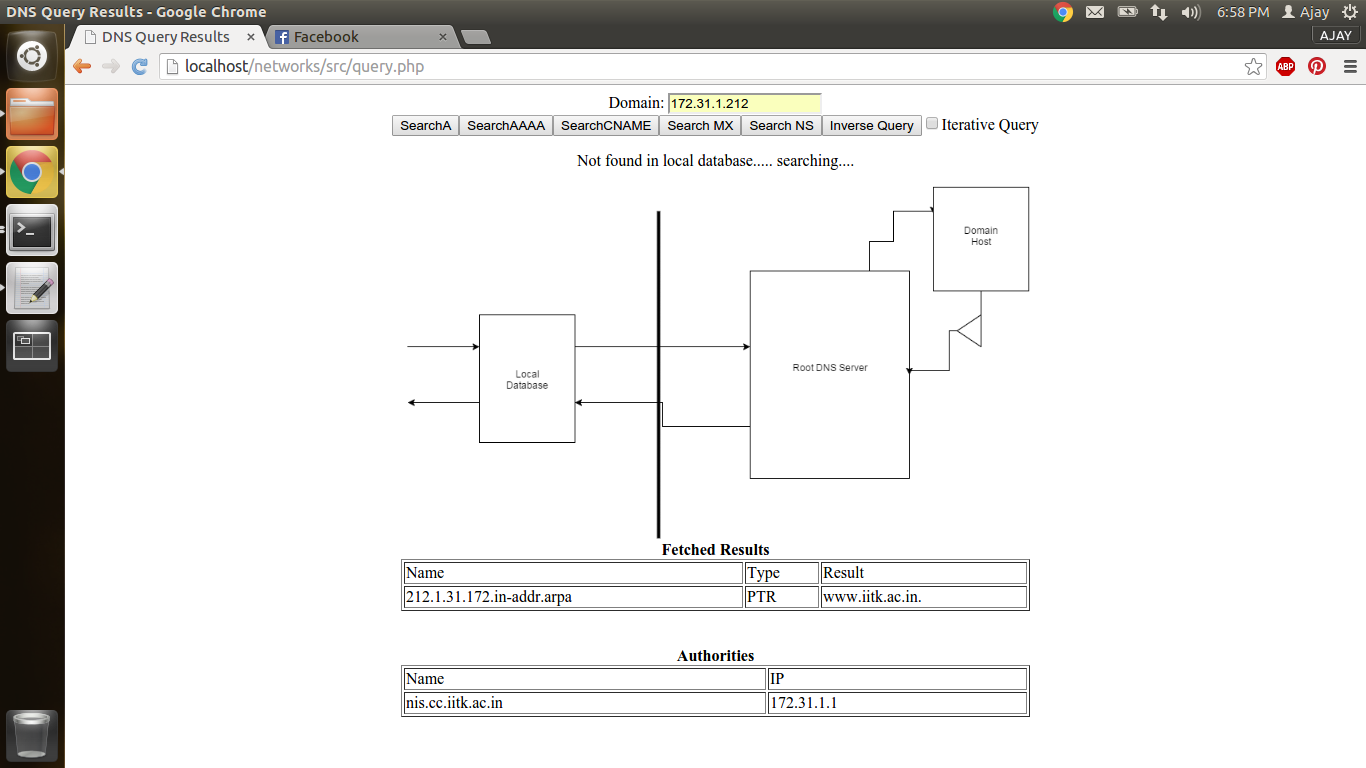 DNS Query Results - Google Chrome
6:58 PM Ajay
DNS Query Results × Facebook ×
AJAY
localhost/networks/src/query.php
ABP
Domain: 172.31.1.212
SearchA SearchAAAA SearchCNAME Search MX Search NS Inverse Query Iterative Query
Not found in local database..... searching....
Domain
Host
Root DNS Server
Local
Database
Fetched Results
Name Type Result
212.1.31.172.in-addr.arpa PTR www.iitk.ac.in.
Authorities
Name IP
nis.cc.iitk.ac.in 172.31.1.1